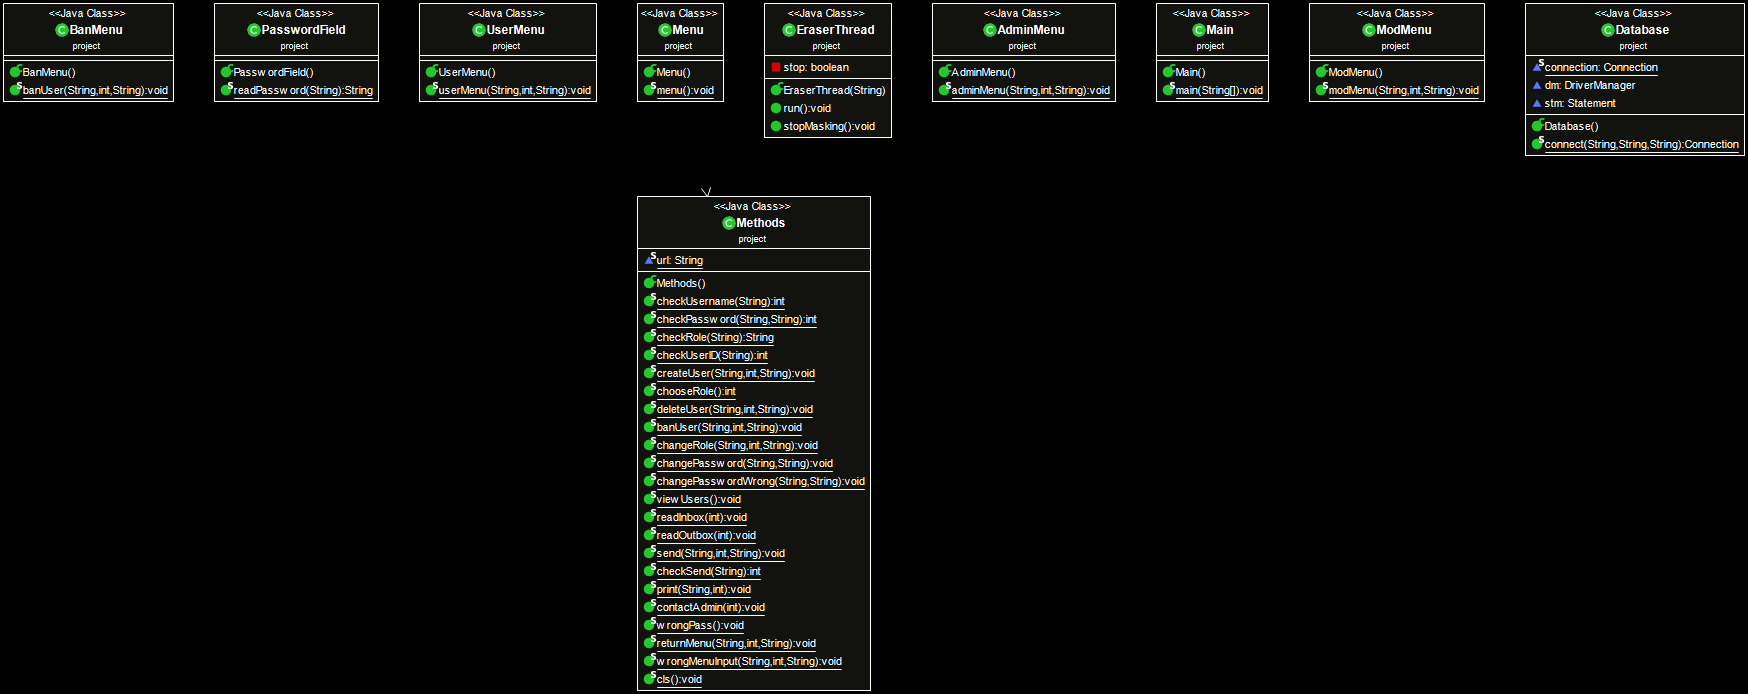 <<Java Class>>
BanMenu
project
BanMenu()
banUser(String,int,String):void
<<Java Class>>
PasswordField
project
PasswordField()
readPassword(String):String
<<Java Class>>
UserMenu
project
UserMenu()
userMenu(String,int,String):void
<<Java Class>>
Menu
project
Menu()
menu():void
<<Java Class>>
EraserThread
project
stop: boolean
EraserThread(String)
run():void
stopMasking():void
<<Java Class>>
AdminMenu
project
AdminMenu()
adminMenu(String,int,String):void
<<Java Class>>
Main
project
Main()
main(String[]):void
<<Java Class>>
ModMenu
project
ModMenu()
modMenu(String,int,String):void
<<Java Class>>
Database
project
connection: Connection
dm: DriverManager
stm: Statement
Database()
connect(String,String,String):Connection
<<Java Class>>
Methods
project
url: String
Methods()
checkUsername(String):int
checkPassword(String,String):int
checkRole(String):String
checkUserID(String):int
createUser(String,int,String):void
chooseRole():int
deleteUser(String,int,String):void
banUser(String,int,String):void
changeRole(String,int,String):void
changePassword(String,String):void
changePasswordWrong(String,String):void
viewUsers():void
readInbox(int):void
readOutbox(int):void
send(String,int,String):void
checkSend(String):int
print(String,int):void
contactAdmin(int):void
wrongPass():void
returnMenu(String,int,String):void
wrongMenuInput(String,int,String):void
cls():void